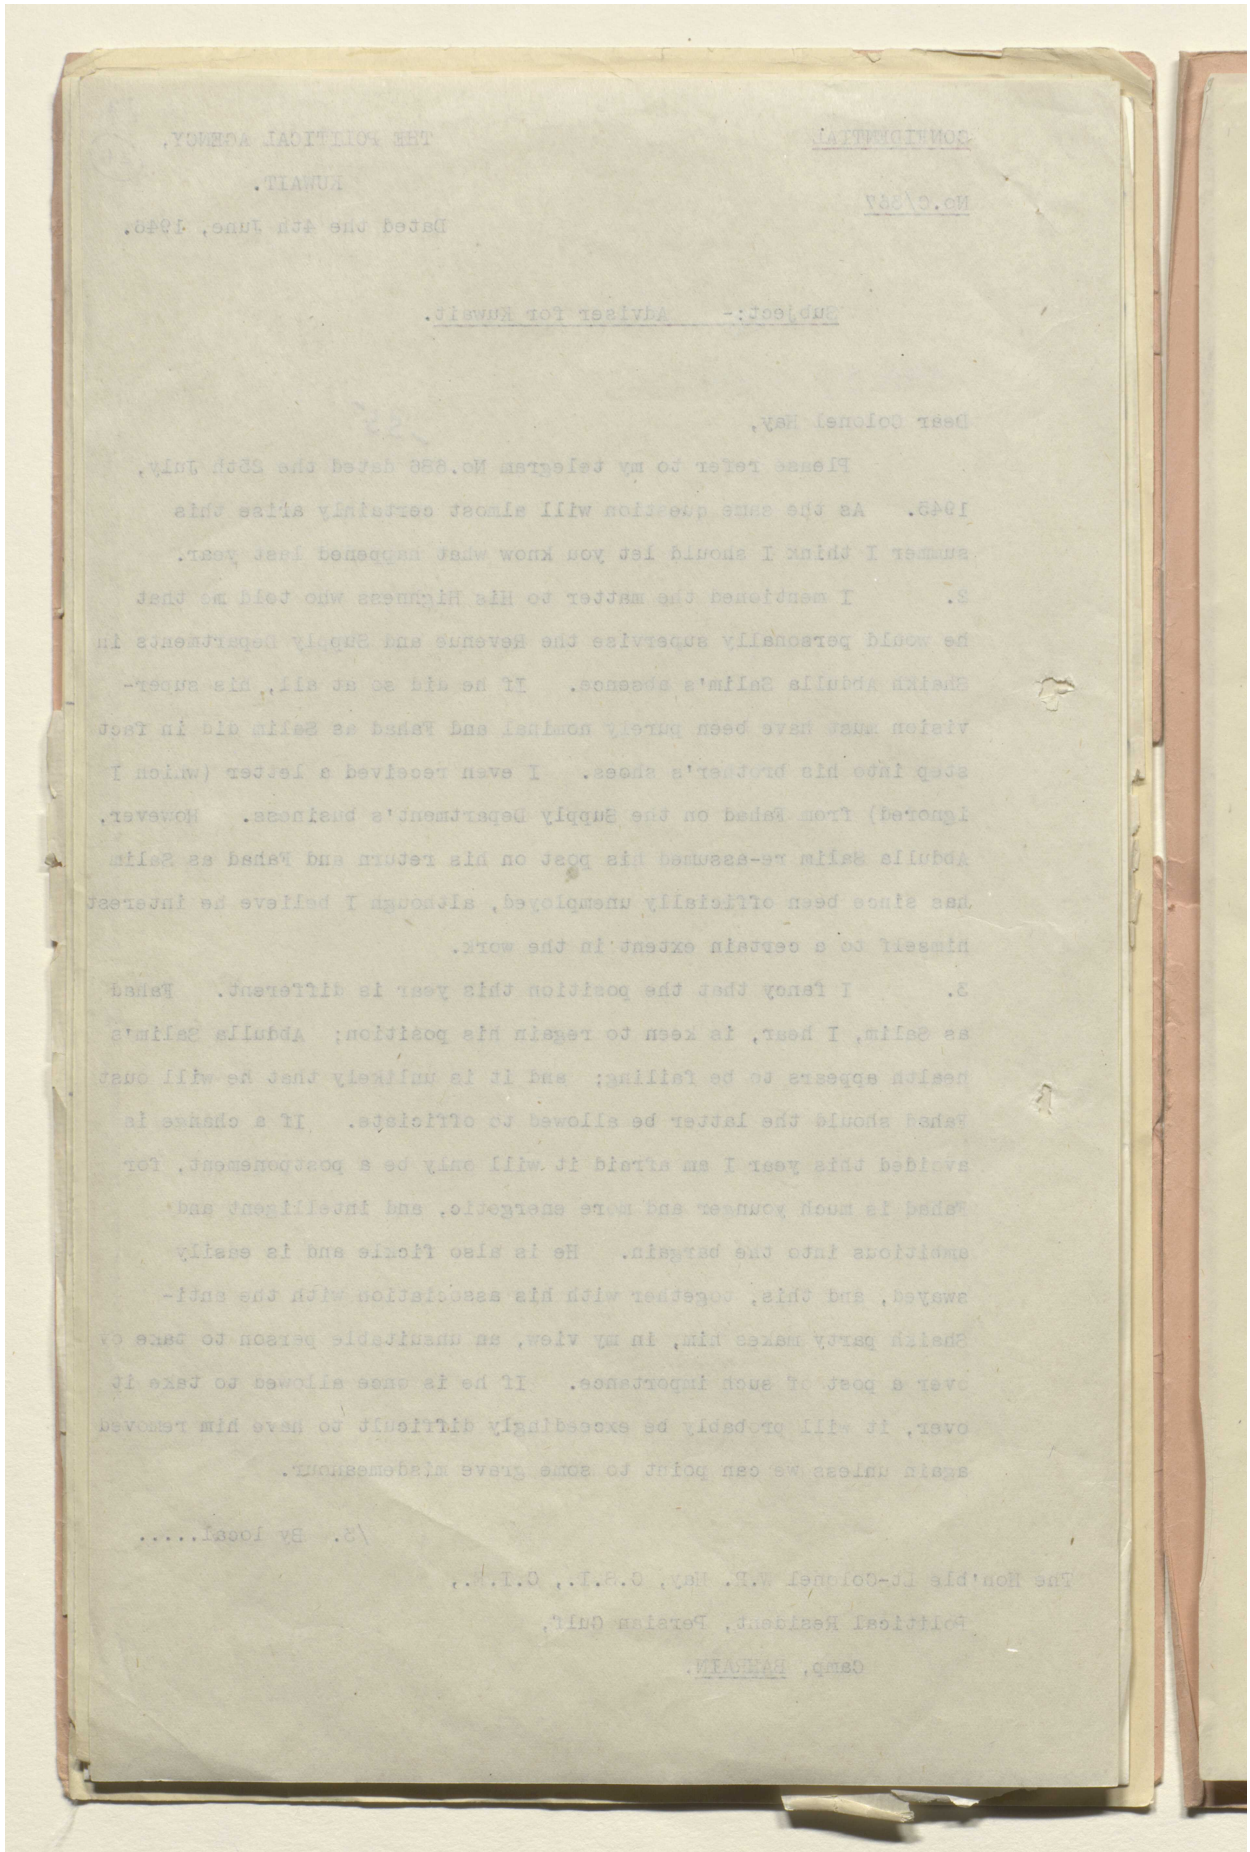 CONFIDENTIAL
THE POLITICAL AGENCY,
KUWAIT.
No.C/567
Dated the 4th June, 1946.
Subject:- Adviser for Kuwait.
Dear Colonel Hay,
Please refer to my telegram No.886 dated the 25th July,
1945. As the same question will almost certainly arise this
summer I think I should let you know what happened last year.
2. I mentioned the matter to His Highness who told me that
he would personally supervise the Revenue and Supply Departments in
Shaikh Abdulla Salim's absence. If he did so at all, his super-
vision must have been purely nominal and Fahad as Salim did in fact
step into his brother's shoes. I even received a letter (which I
ignored) from Fahad on the Supply Department's business. However,
Abdulla Salim re-assumed his post on his return and Fahad as Salim
has since been officially unemployed, although I believe he interest
himself to a certain extent in the work.
3. I fancy that the position this year is different. Fahad
as Salim, I hear, is keen to regain his position; Abdulla Salim's
health appears to be failing; and it is unlikely that he will oust
Fahad should the latter be allowed to officiate. If a change is
avoided this year I am afraid it will only be a postponement, for
Fahad is much younger and more energetic, and intelligent and
ambitious into the bargain. He is also fickle and is easily
swayed, and this, together with his association with the anti-
Shaikh party makes him, in my view, an unsuitable person to take ov
over a post of such importance. If he is once allowed to take it
over, it will probably be exceedingly difficult to have him removed
again unless we can point to some grave misdemeanour.
/3. By local.....
The Hon'ble Lt-Colonel W.R. Hay, C.S.I., C.I.E.,
Political Resident, Persian Gulf,
Camp, BAHRAIN.